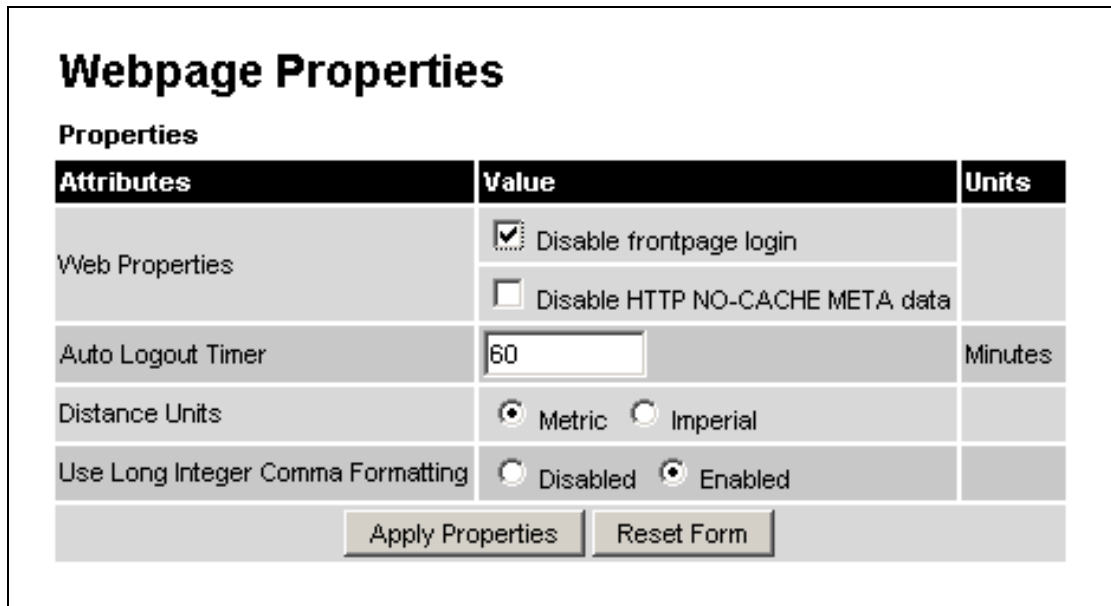 Webpage Properties
Properties
Attributes Value Units
Web Properties
Disable frontpage login
Disable HTTP NO-CACHE META data
Auto Logout Timer 60 Minutes
Distance Units Metric Imperial
Use Long Integer Comma Formatting Disabled Enabled
Apply Properties Reset Form